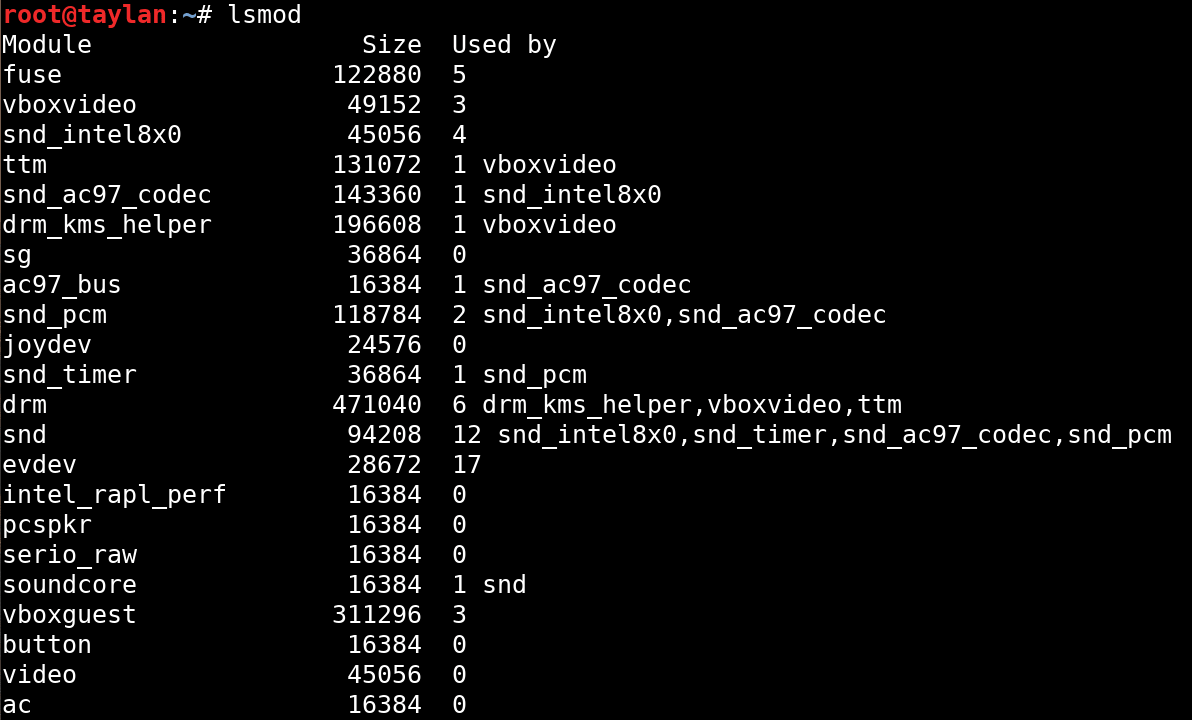 root@taylan:~# lsmod
Module                  Size  Used by
fuse                  122880  5
vboxvideo              49152  3
snd_intel8x0           45056  4
ttm                   131072  1 vboxvideo
snd_ac97_codec        143360  1 snd_intel8x0
drm_kms_helper        196608  1 vboxvideo
sg                     36864  0
ac97_bus               16384  1 snd_ac97_codec
snd_pcm               118784  2 snd_intel8x0,snd_ac97_codec
joydev                 24576  0
snd_timer              36864  1 snd_pcm
drm                   471040  6 drm_kms_helper,vboxvideo,ttm
snd                    94208  12 snd_intel8x0,snd_timer,snd_ac97_codec,snd_pcm
evdev                  28672  17
intel_rapl_perf        16384  0
pcspkr                 16384  0
serio_raw              16384  0
soundcore              16384  1 snd
vboxguest             311296  3
button                 16384  0
video                  45056  0
ac                     16384  0